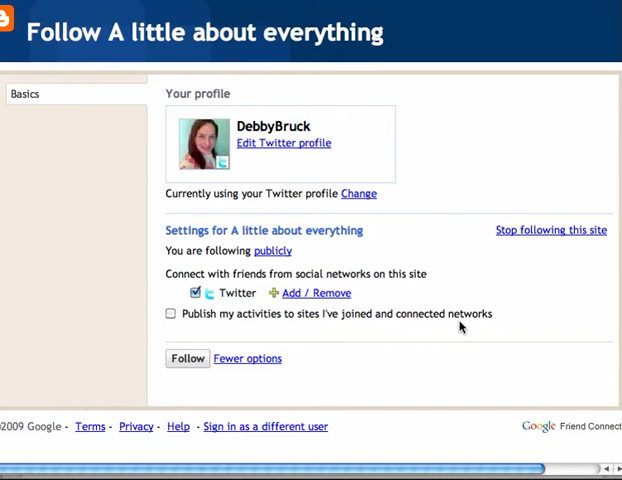 Follow A little about everything
Basics
Your profile
DebbyBruck
Edit Twitter profile
Currently using your Twitter profile Change
Settings for A little about everything
Stop following this site
You are following publicly
Connect with friends from social networks on this site
Twitter Add / Remove
Publish my activities to sites I've joined and connected networks
Follow Fewer options
2009 Google - Terms - Privacy - Help - Sign in as a different user
Google Friend Connect